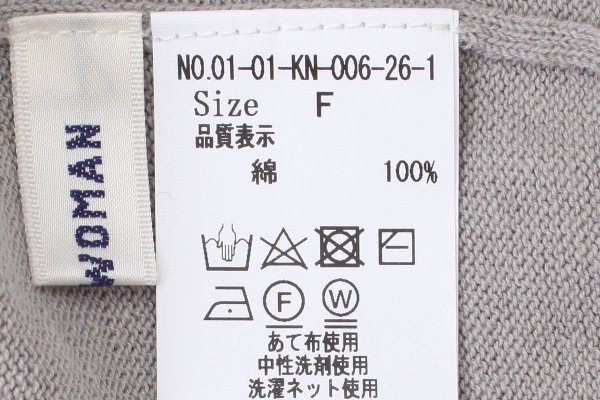 WOMAN
NO.01-01-KN-006-26-1
Size F
品質表示
綿 100%
F W
あて布使用
中性洗剤使用
洗濯ネット使用